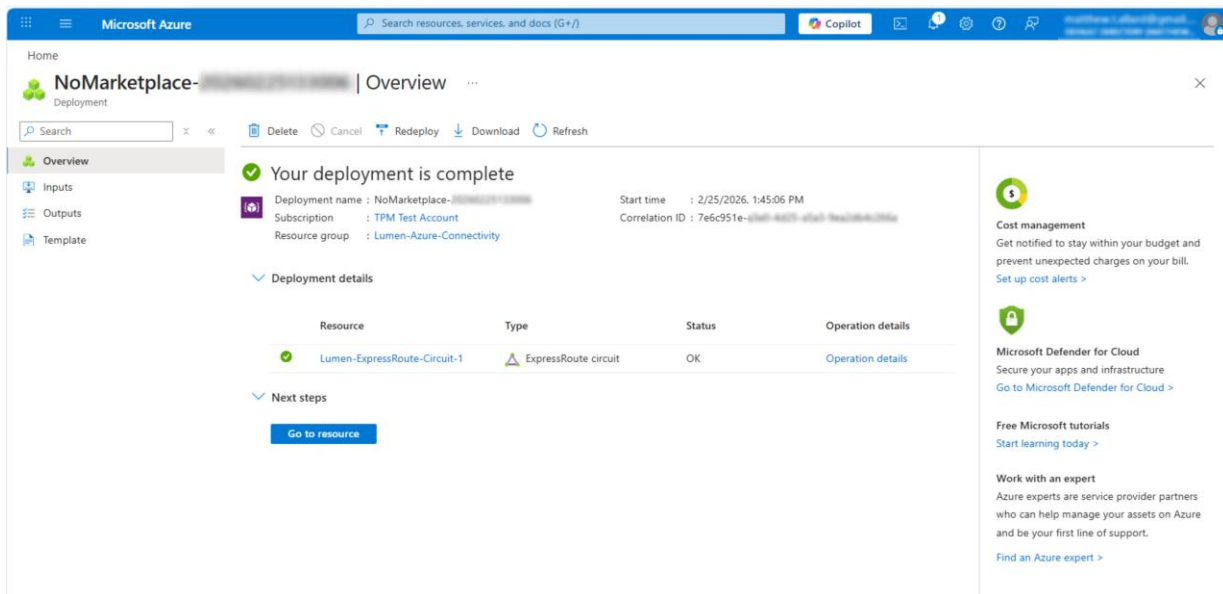 Microsoft Azure
Search resources, services, and docs (G+/)
Copilot
1
Home
NoMarketplace- | Overview ...
Deployment
Search
Delete Cancel Redeploy Download Refresh
Overview
Inputs
Outputs
Template
Your deployment is complete
Deployment name : NoMarketplace-
Subscription : TPM Test Account
Resource group : Lumen-Azure-Connectivity
Start time : 2/25/2026, 1:45:06 PM
Correlation ID : 7e6c951e-
Deployment details
Resource Type Status Operation details
Lumen-ExpressRoute-Circuit-1 ExpressRoute circuit OK Operation details
Next steps
Go to resource
Cost management
Get notified to stay within your budget and
prevent unexpected charges on your bill.
Set up cost alerts >
Microsoft Defender for Cloud
Secure your apps and infrastructure
Go to Microsoft Defender for Cloud >
Free Microsoft tutorials
Start learning today >
Work with an expert
Azure experts are service provider partners
who can help manage your assets on Azure
and be your first line of support.
Find an Azure expert >